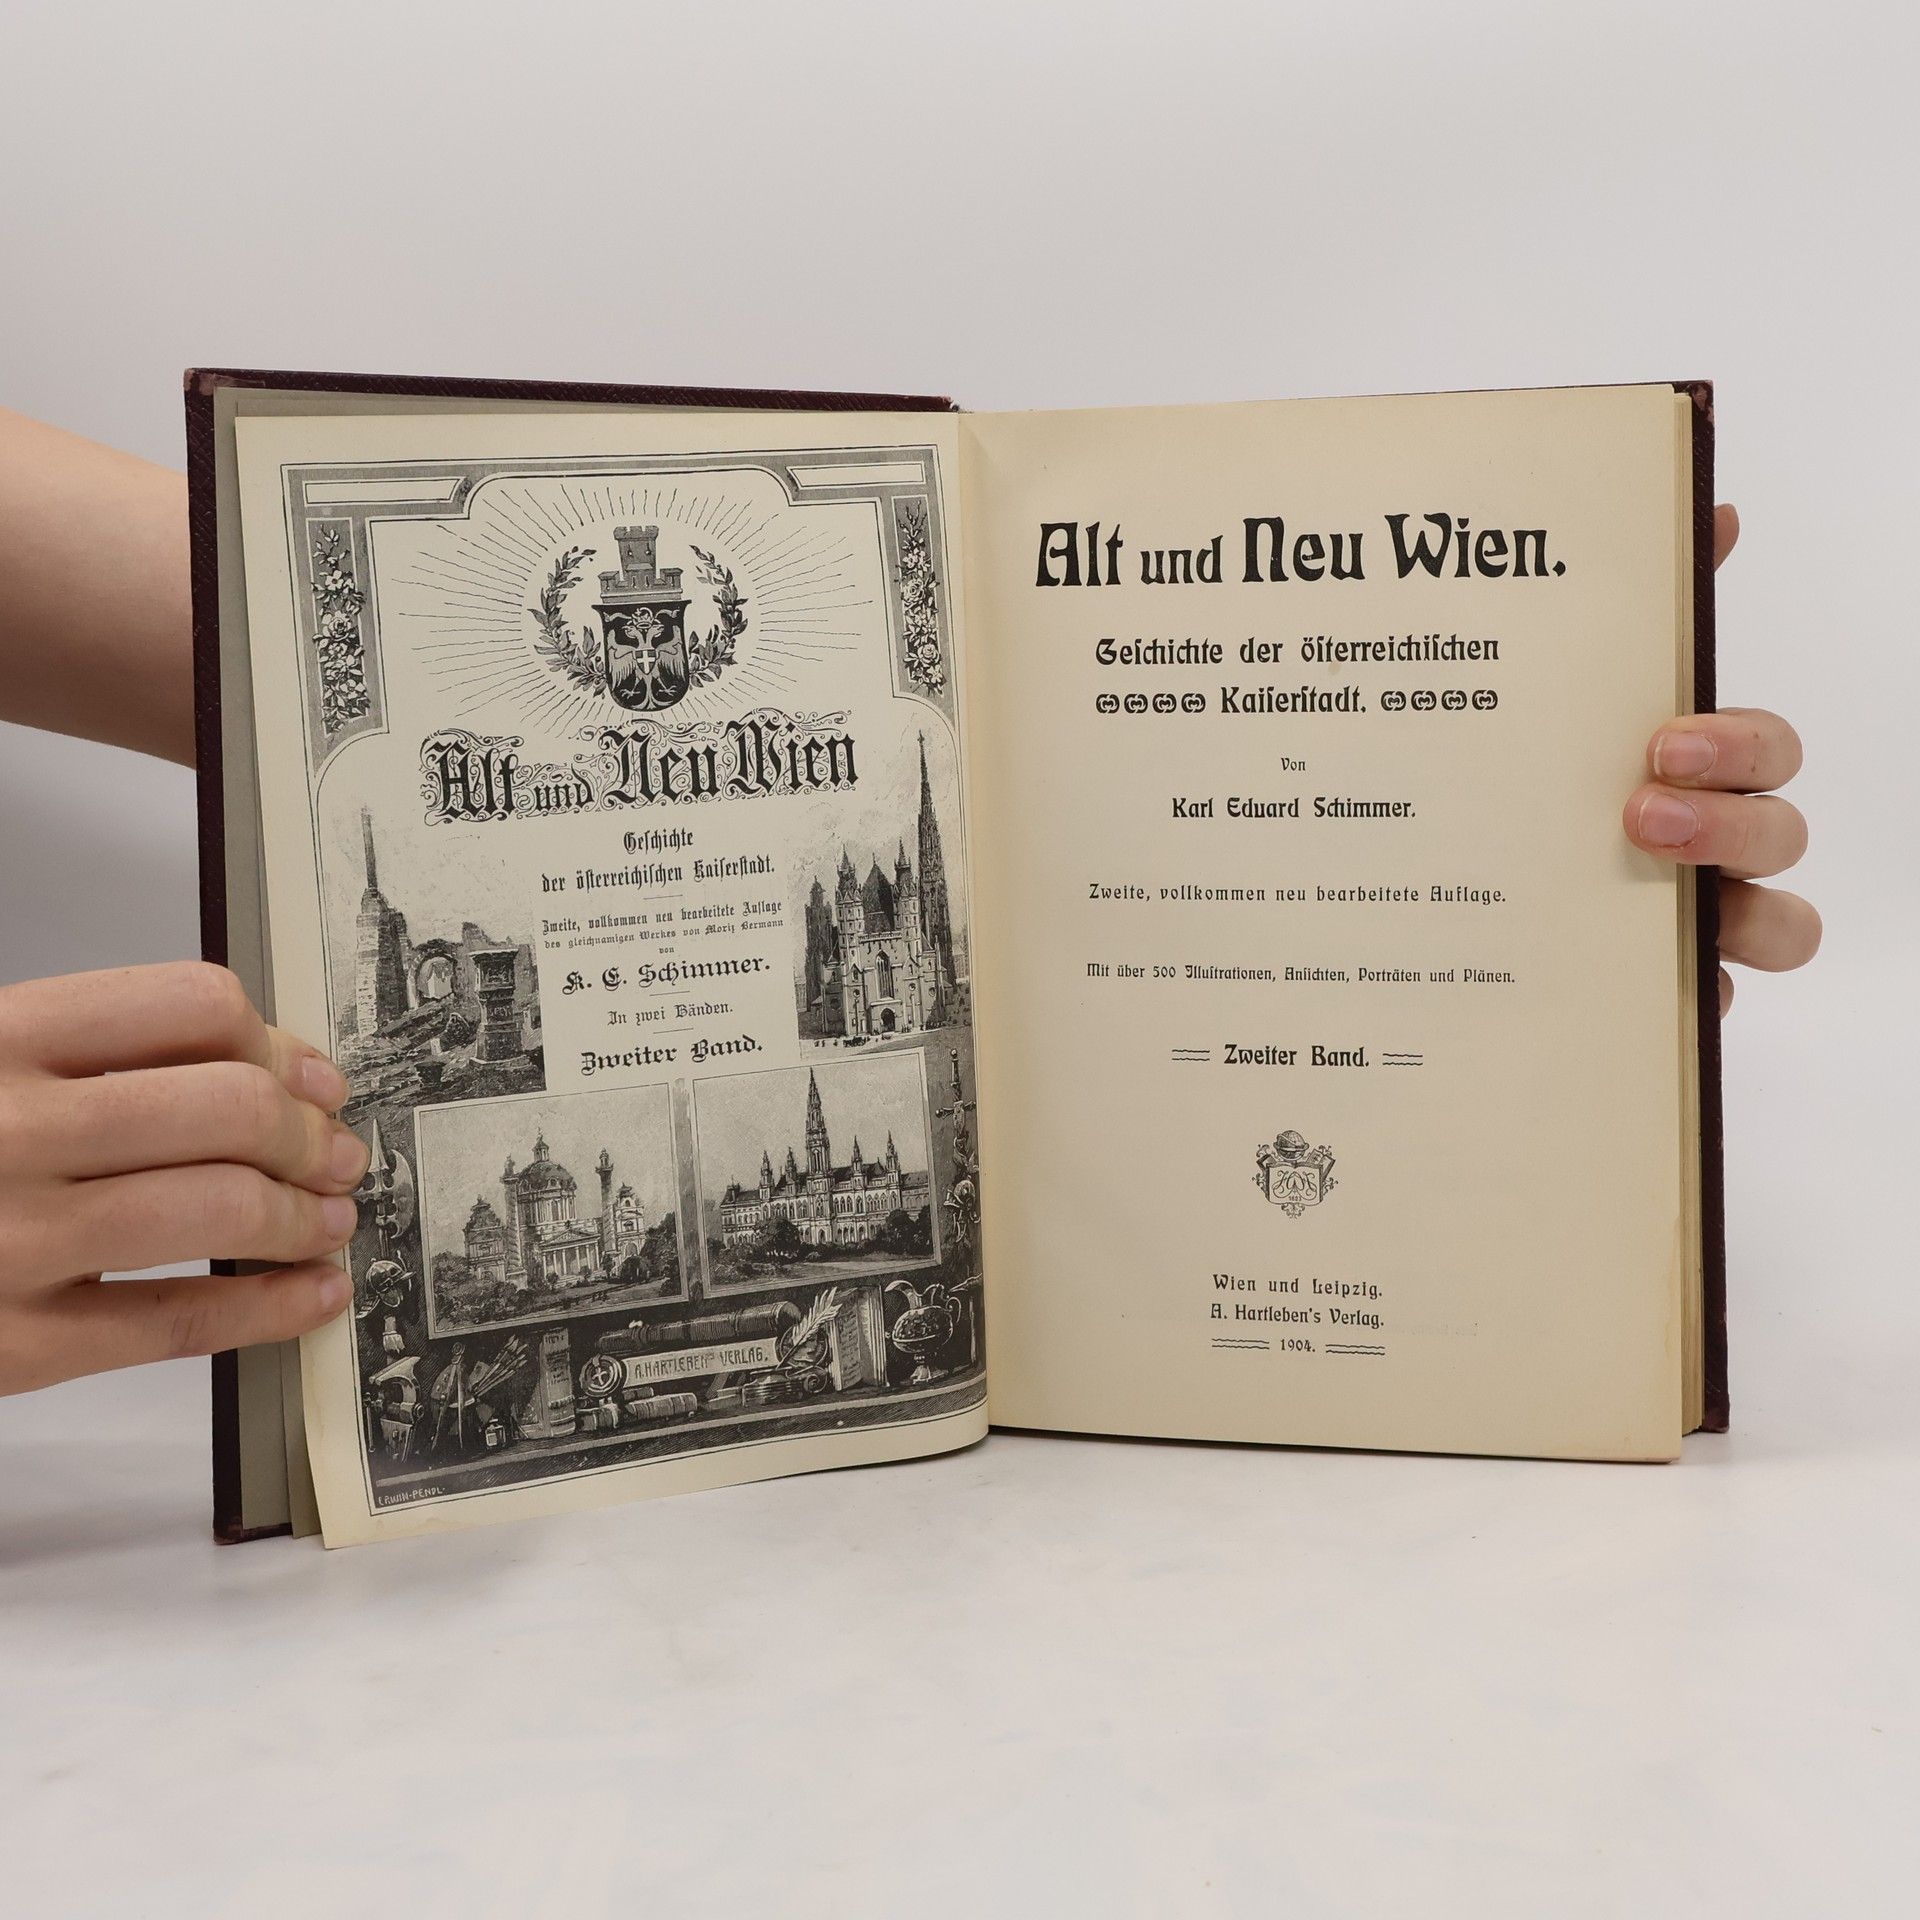 Alt und Neu Wien
Geſchichte
der öſterreichiſchen Kaiſerſtadt.
Zweite, vollkommen neu bearbeitete Auflage
des gleichnamigen Werkes von Moriz Bermann
von
K. E. Schimmer.
In zwei Bänden.
Zweiter Band.
A. HARTLEBEN'S VERLAG.
ERWIN·PENDL·
Alt und Neu Wien.
Geſchichte der öſterreichiſchen
Kaiſerſtadt.
Von
Karl Eduard Schimmer.
Zweite, vollkommen neu bearbeitete Auflage.
Mit über 500 Illuſtrationen, Anſichten, Porträten und Plänen.
Zweiter Band.
1803
Wien und Leipzig.
A. Hartleben's Verlag.
1904.